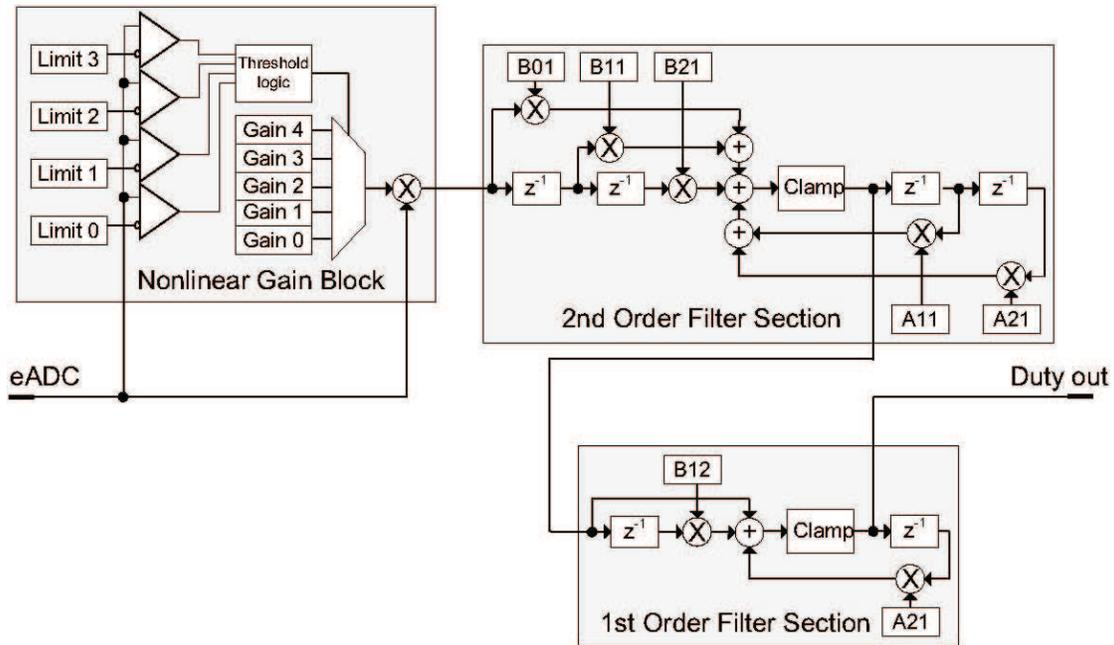 Limit 3
Limit 2
Limit 1
Limit 0
Threshold
logic
Gain 4
Gain 3
Gain 2
Gain 1
Gain 0
X
Nonlinear Gain Block
B01
B11
B21
X
X
+
z⁻¹
z⁻¹
X
+
Clamp
z⁻¹
z⁻¹
+
X
X
A11
A21
2nd Order Filter Section
eADC
Duty out
B12
z⁻¹
X
+
Clamp
z⁻¹
X
A21
1st Order Filter Section